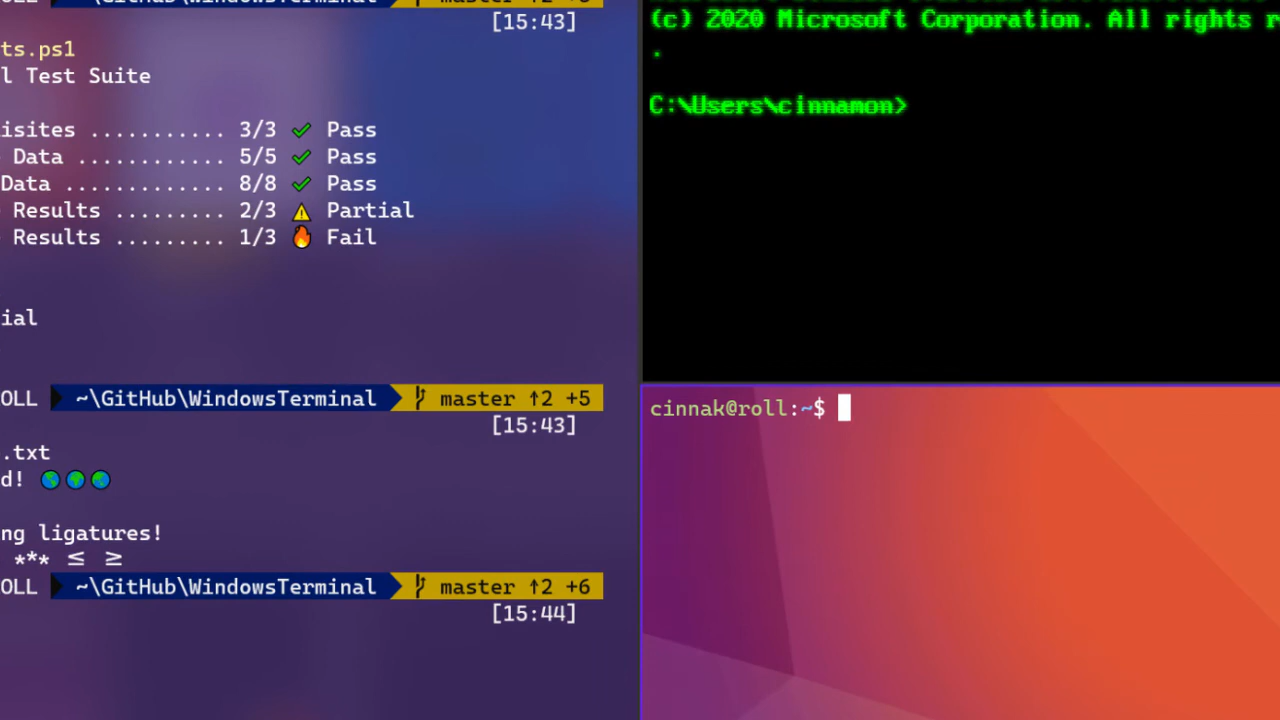 master ↑2
[15:43]
ts.ps1
l Test Suite
isites ........... 3/3 ✔ Pass
Data ............ 5/5 ✔ Pass
Data ............. 8/8 ✔ Pass
Results ......... 2/3 ⚠ Partial
Results ......... 1/3 🔥 Fail
ial
OLL ~\GitHub\WindowsTerminal master ↑2 +5
[15:43]
.txt
d! 🌎🌍🌏
ng ligatures!
*** ≤ ≥
OLL ~\GitHub\WindowsTerminal master ↑2 +6
[15:44]
(c) 2020 Microsoft Corporation. All rights r
.
C:\Users\cinnamon>
cinnak@roll:~$